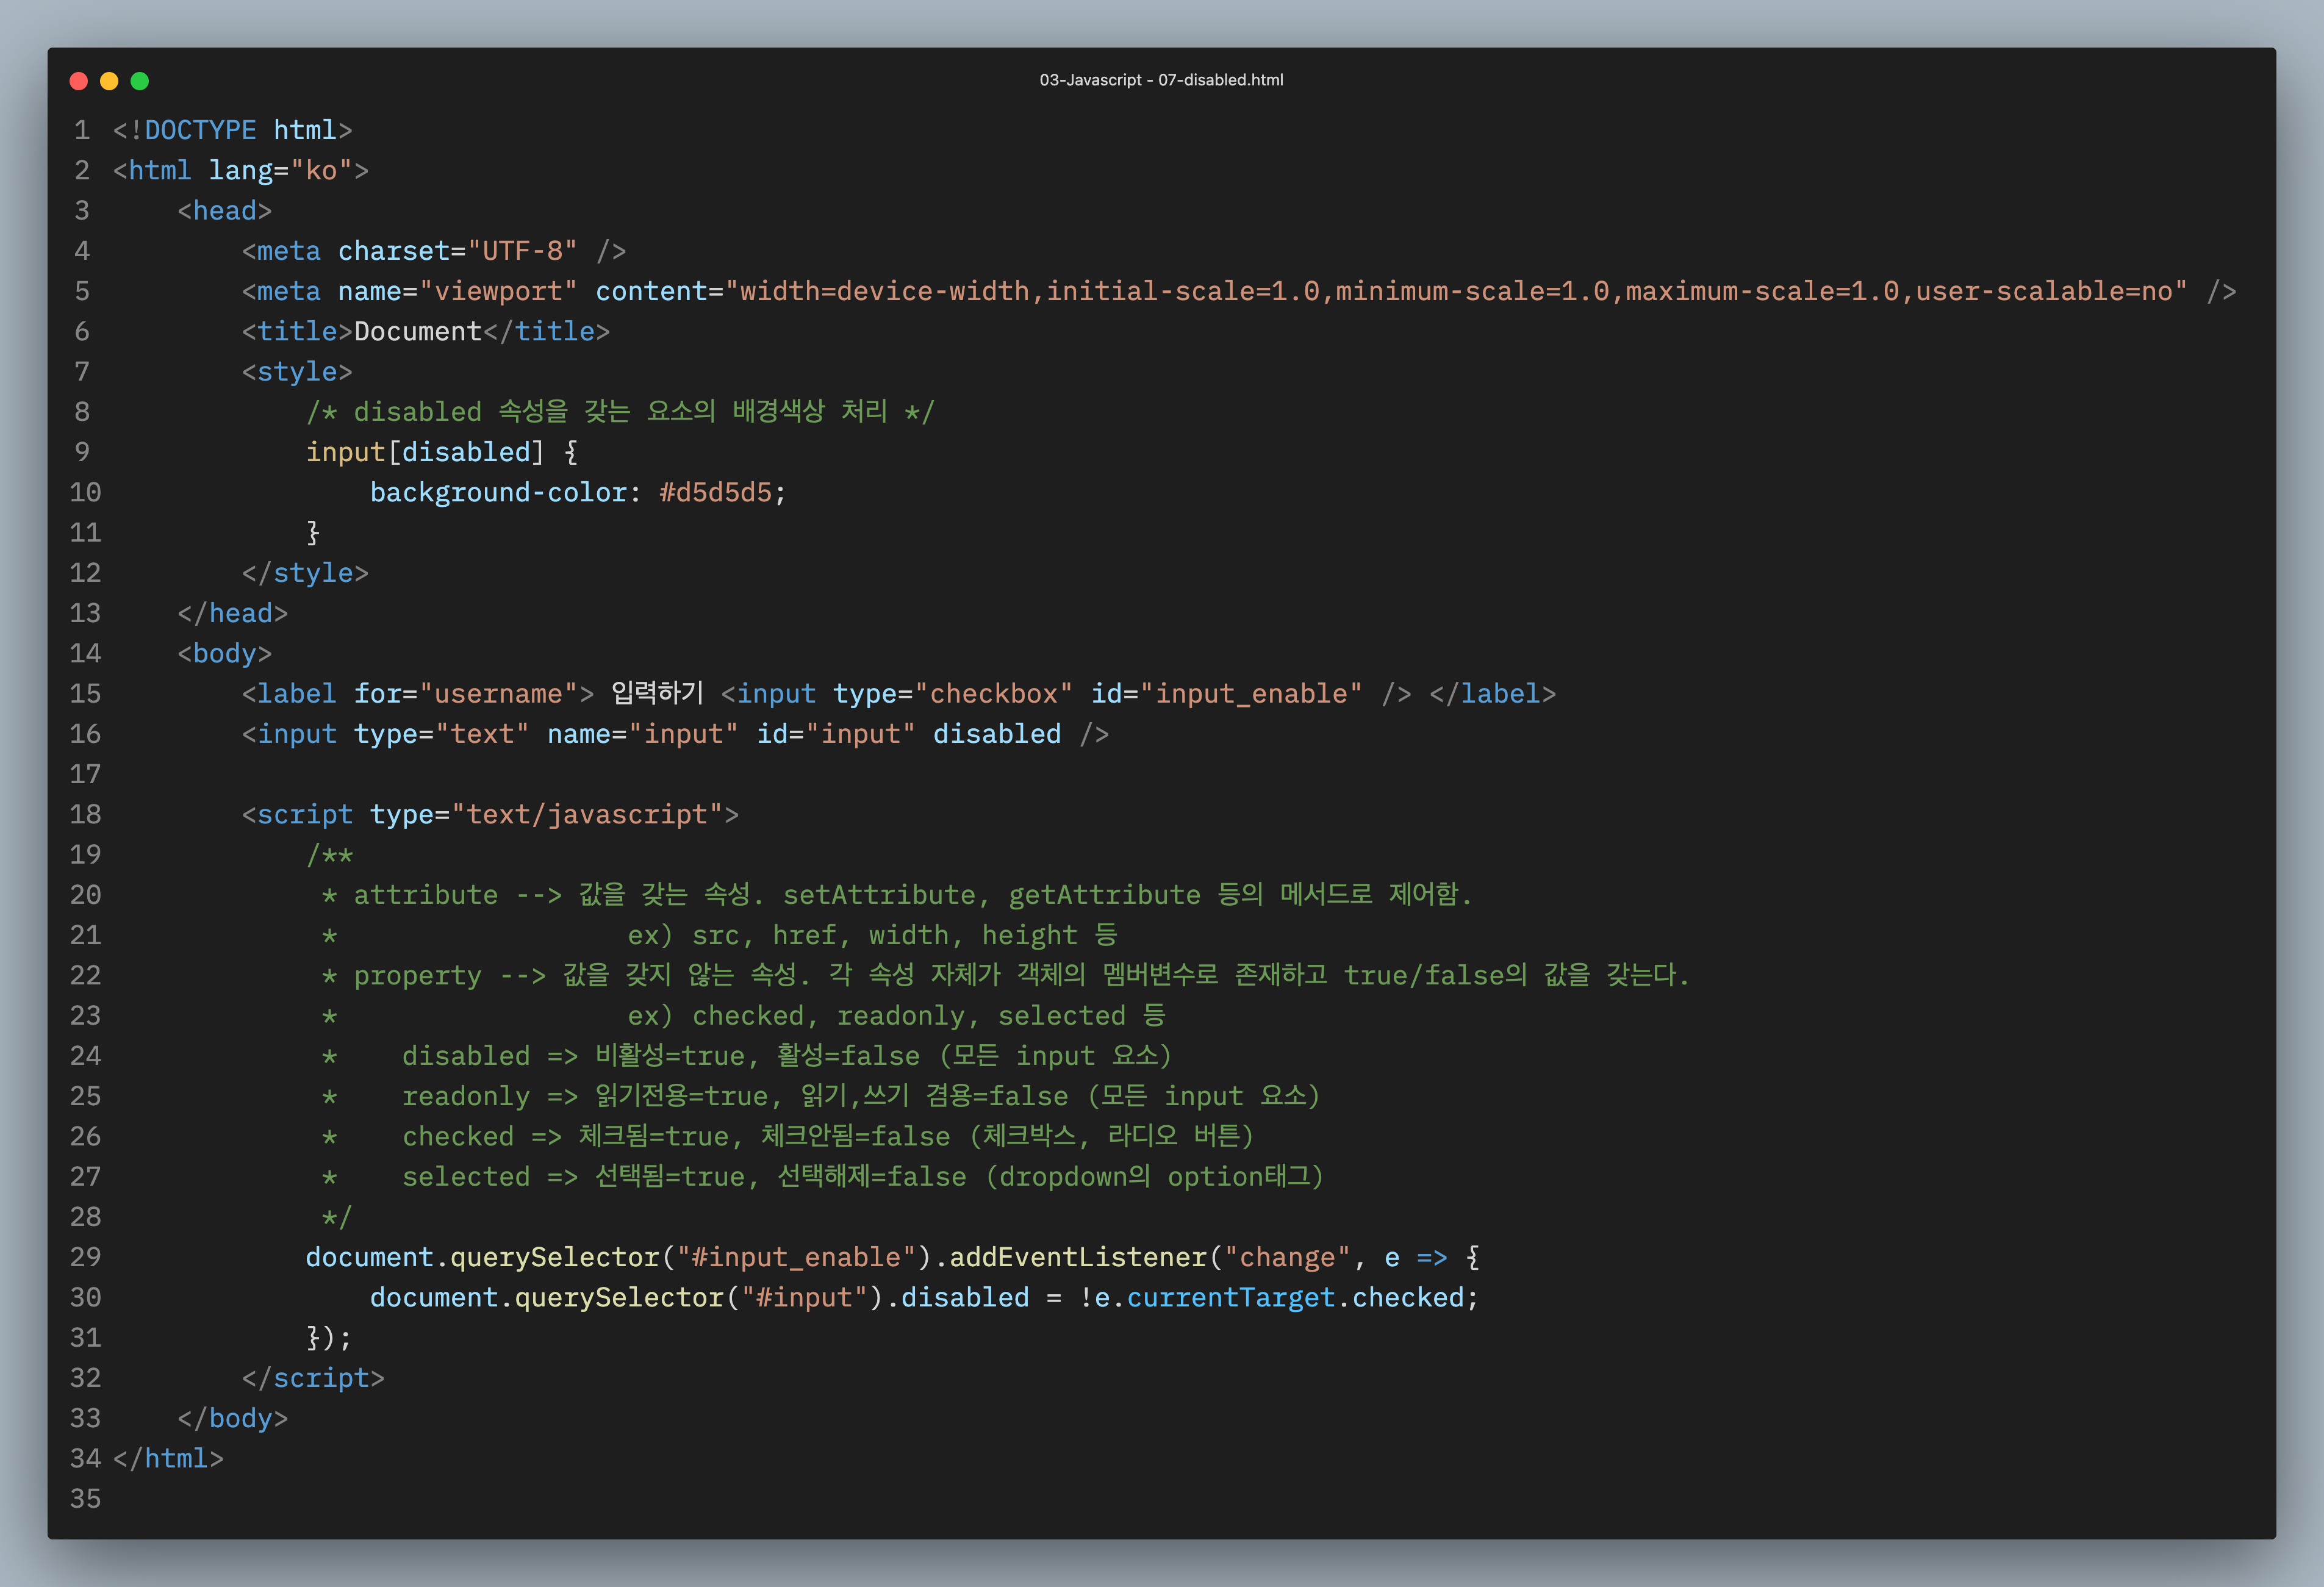 03-Javascript - 07-disabled.html
1 <!DOCTYPE html>
2 <html lang="ko">
3     <head>
4         <meta charset="UTF-8" />
5         <meta name="viewport" content="width=device-width,initial-scale=1.0,minimum-scale=1.0,maximum-scale=1.0,user-scalable=no" />
6         <title>Document</title>
7         <style>
8             /* disabled 속성을 갖는 요소의 배경색상 처리 */
9             input[disabled] {
10                 background-color: #d5d5d5;
11             }
12         </style>
13     </head>
14     <body>
15         <label for="username"> 입력하기 <input type="checkbox" id="input_enable" /> </label>
16         <input type="text" name="input" id="input" disabled />
17
18         <script type="text/javascript">
19             /**
20              * attribute --> 값을 갖는 속성. setAttribute, getAttribute 등의 메서드로 제어함.
21              *                  ex) src, href, width, height 등
22              * property --> 값을 갖지 않는 속성. 각 속성 자체가 객체의 멤버변수로 존재하고 true/false의 값을 갖는다.
23              *                  ex) checked, readonly, selected 등
24              *    disabled => 비활성=true, 활성=false (모든 input 요소)
25              *    readonly => 읽기전용=true, 읽기,쓰기 겸용=false (모든 input 요소)
26              *    checked => 체크됨=true, 체크안됨=false (체크박스, 라디오 버튼)
27              *    selected => 선택됨=true, 선택해제=false (dropdown의 option태그)
28              */
29             document.querySelector("#input_enable").addEventListener("change", e => {
30                 document.querySelector("#input").disabled = !e.currentTarget.checked;
31             });
32         </script>
33     </body>
34 </html>
35